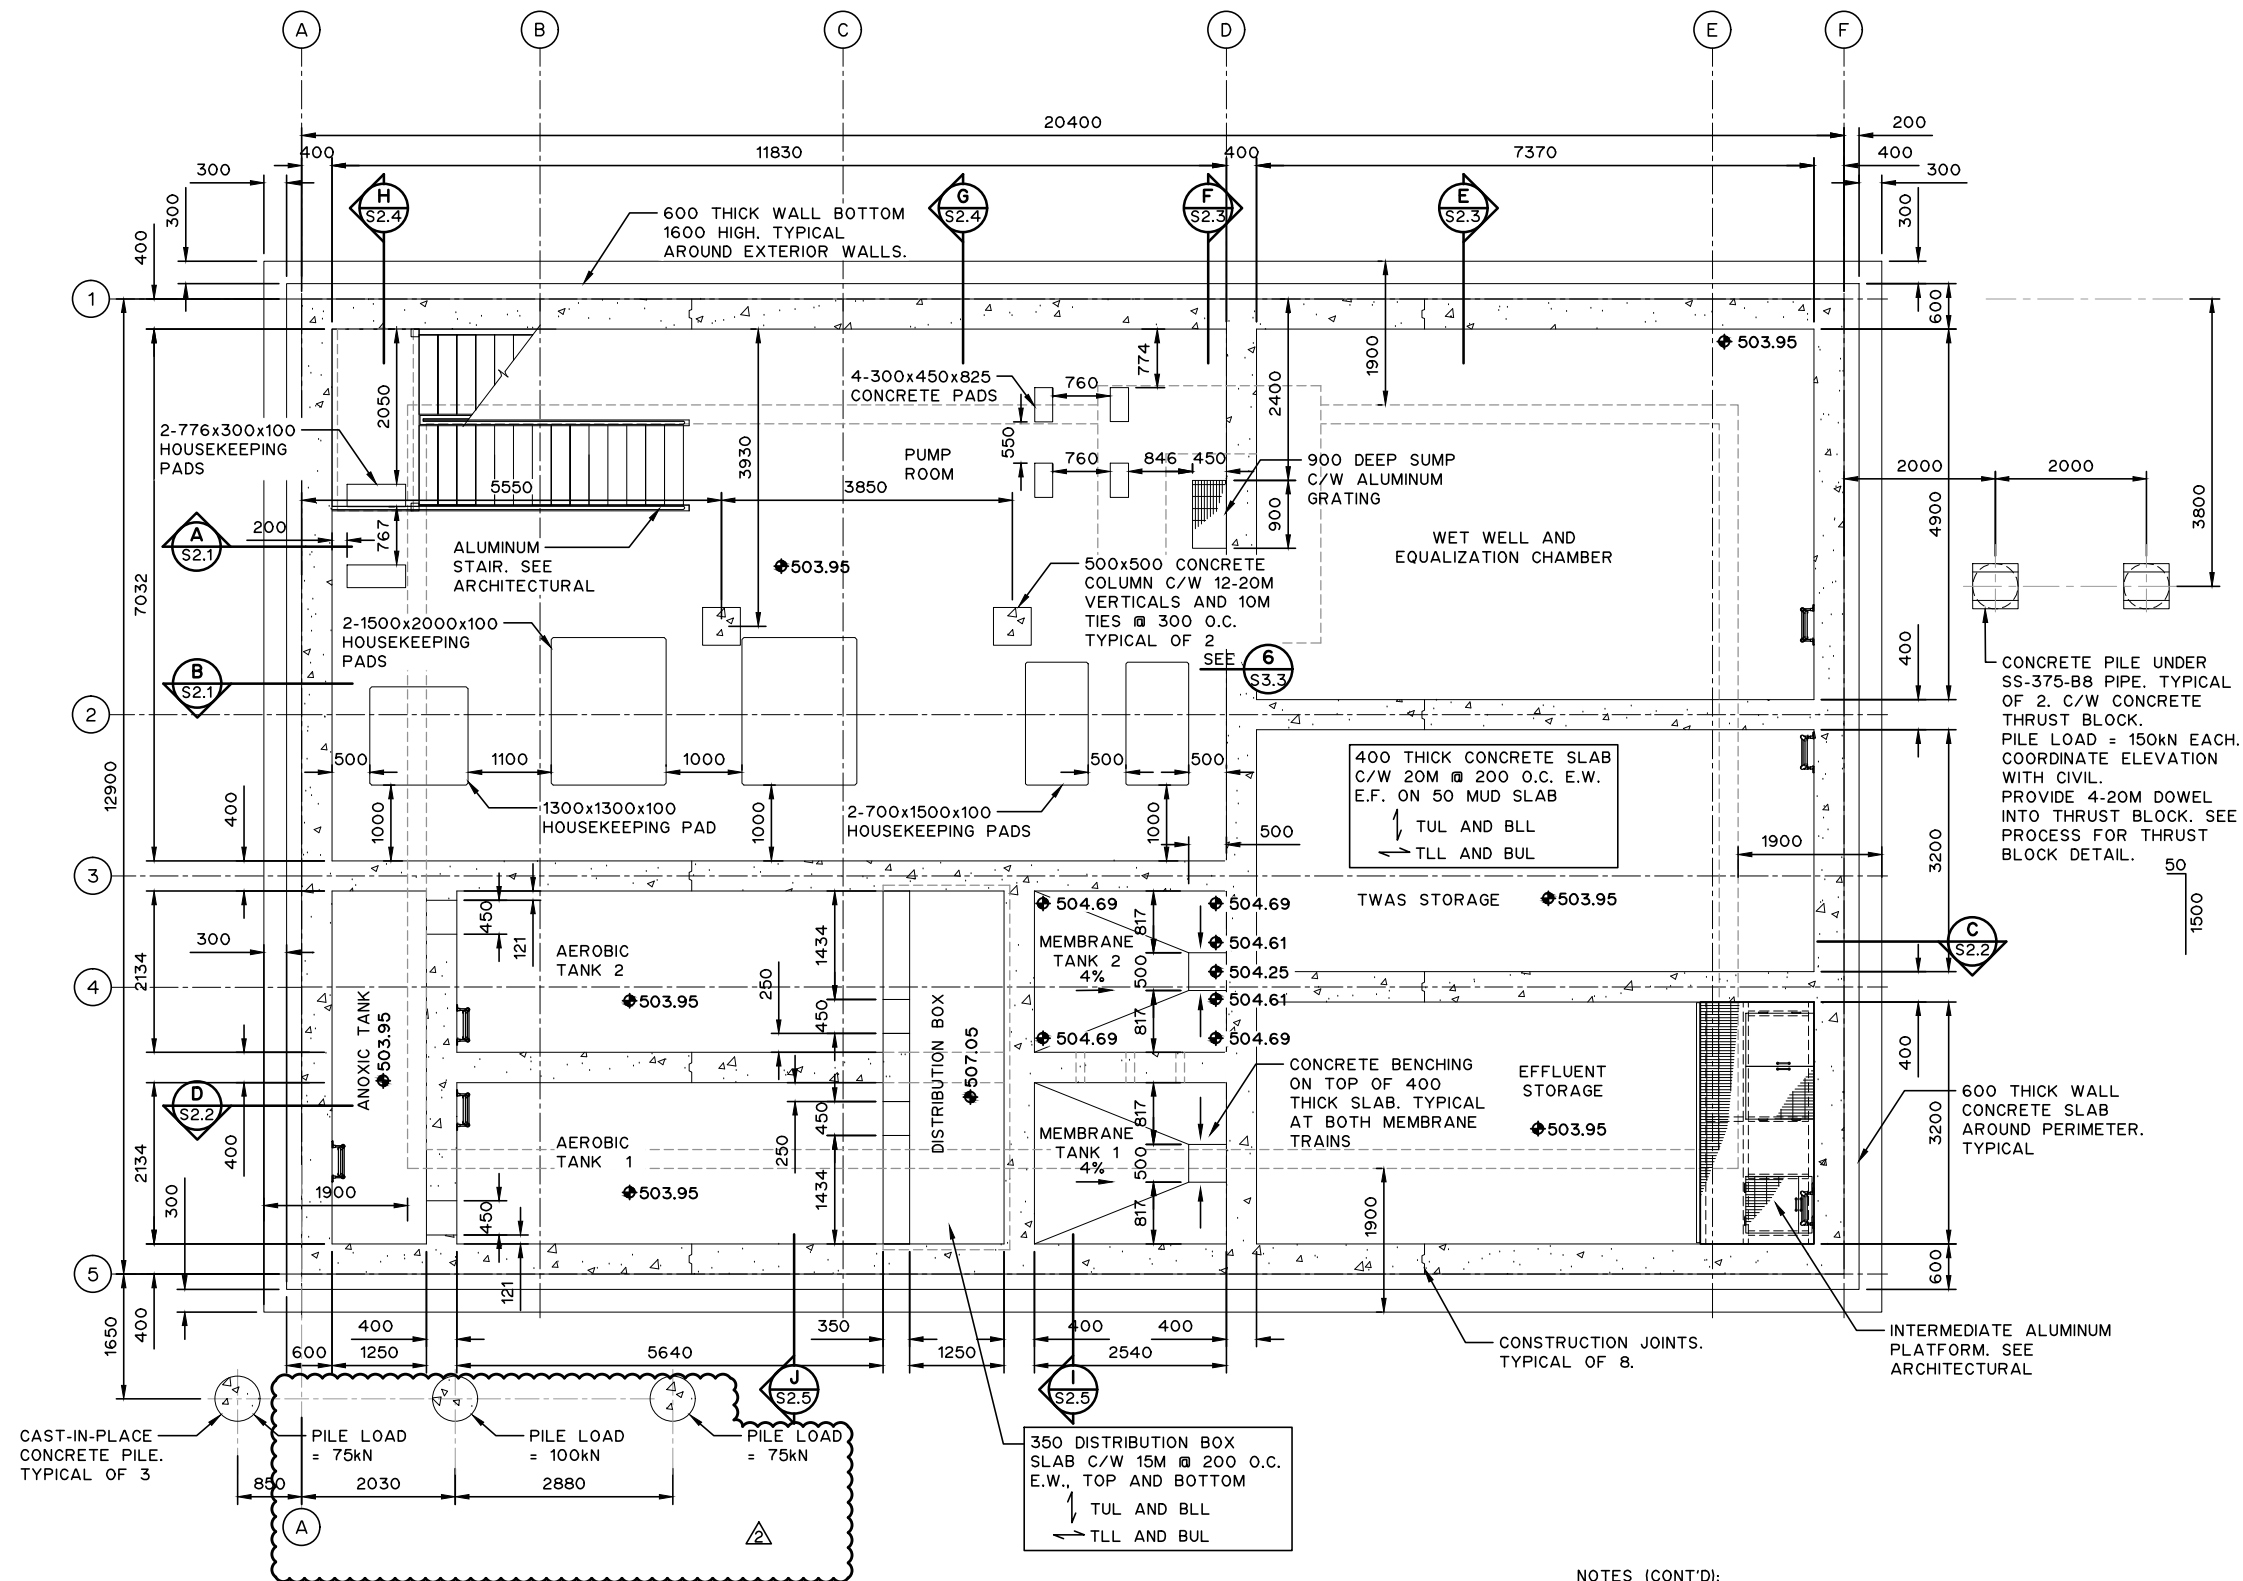 A
B
C
D
E
F
20400
200
400
11830
400
7370
400
300
300
300
300
400
H
S2.4
G
S2.4
F
S2.3
E
S2.3
600 THICK WALL BOTTOM
1600 HIGH. TYPICAL
AROUND EXTERIOR WALLS.
1
600
503.95
774
1900
2400
2050
3930
4-300x450x825
CONCRETE PADS
760
2-776x300x100
HOUSEKEEPING
PADS
PUMP
ROOM
550
760
846
450
900 DEEP SUMP
C/W ALUMINUM
GRATING
5550
3850
900
4900
2000
2000
3800
A
S2.1
200
767
ALUMINUM
STAIR. SEE
ARCHITECTURAL
503.95
WET WELL AND
EQUALIZATION CHAMBER
500x500 CONCRETE
COLUMN C/W 12-20M
VERTICALS AND 10M
TIES @ 300 O.C.
TYPICAL OF 2
7032
2-1500x2000x100
HOUSEKEEPING
PADS
SEE
6
S3.3
B
S2.1
400
CONCRETE PILE UNDER
SS-375-B8 PIPE. TYPICAL
OF 2. C/W CONCRETE
THRUST BLOCK.
PILE LOAD = 150kN EACH.
COORDINATE ELEVATION
WITH CIVIL.
PROVIDE 4-20M DOWEL
INTO THRUST BLOCK. SEE
PROCESS FOR THRUST
BLOCK DETAIL.
2
500
1100
1000
500
500
400 THICK CONCRETE SLAB
C/W 20M @ 200 O.C. E.W.
E.F. ON 50 MUD SLAB
TUL AND BLL
TLL AND BUL
12900
400
1000
1300x1300x100
HOUSEKEEPING PAD
1000
2-700x1500x100
HOUSEKEEPING PADS
1000
500
1900
3200
50
1500
3
TWAS STORAGE
503.95
504.69
504.69
504.61
504.25
504.61
504.69
504.69
817
500
817
MEMBRANE
TANK 2
4%
450
121
AEROBIC
TANK 2
503.95
1434
450
250
300
2134
C
S2.2
4
ANOXIC TANK
503.95
DISTRIBUTION BOX
507.05
400
CONCRETE BENCHING
ON TOP OF 400
THICK SLAB. TYPICAL
AT BOTH MEMBRANE
TRAINS
EFFLUENT
STORAGE
503.95
600 THICK WALL
CONCRETE SLAB
AROUND PERIMETER.
TYPICAL
D
S2.2
400
2134
AEROBIC
TANK 1
503.95
250
450
1434
MEMBRANE
TANK 1
4%
817
500
817
3200
1900
300
450
121
1900
600
5
1650
400
400
350
400
400
600
1250
5640
1250
2540
CONSTRUCTION JOINTS.
TYPICAL OF 8.
INTERMEDIATE ALUMINUM
PLATFORM. SEE
ARCHITECTURAL
J
S2.5
I
S2.5
CAST-IN-PLACE
CONCRETE PILE.
TYPICAL OF 3
PILE LOAD
= 75kN
PILE LOAD
= 100kN
PILE LOAD
= 75kN
850
2030
2880
A
2
350 DISTRIBUTION BOX
SLAB C/W 15M @ 200 O.C.
E.W., TOP AND BOTTOM
TUL AND BLL
TLL AND BUL
NOTES (CONT'D):